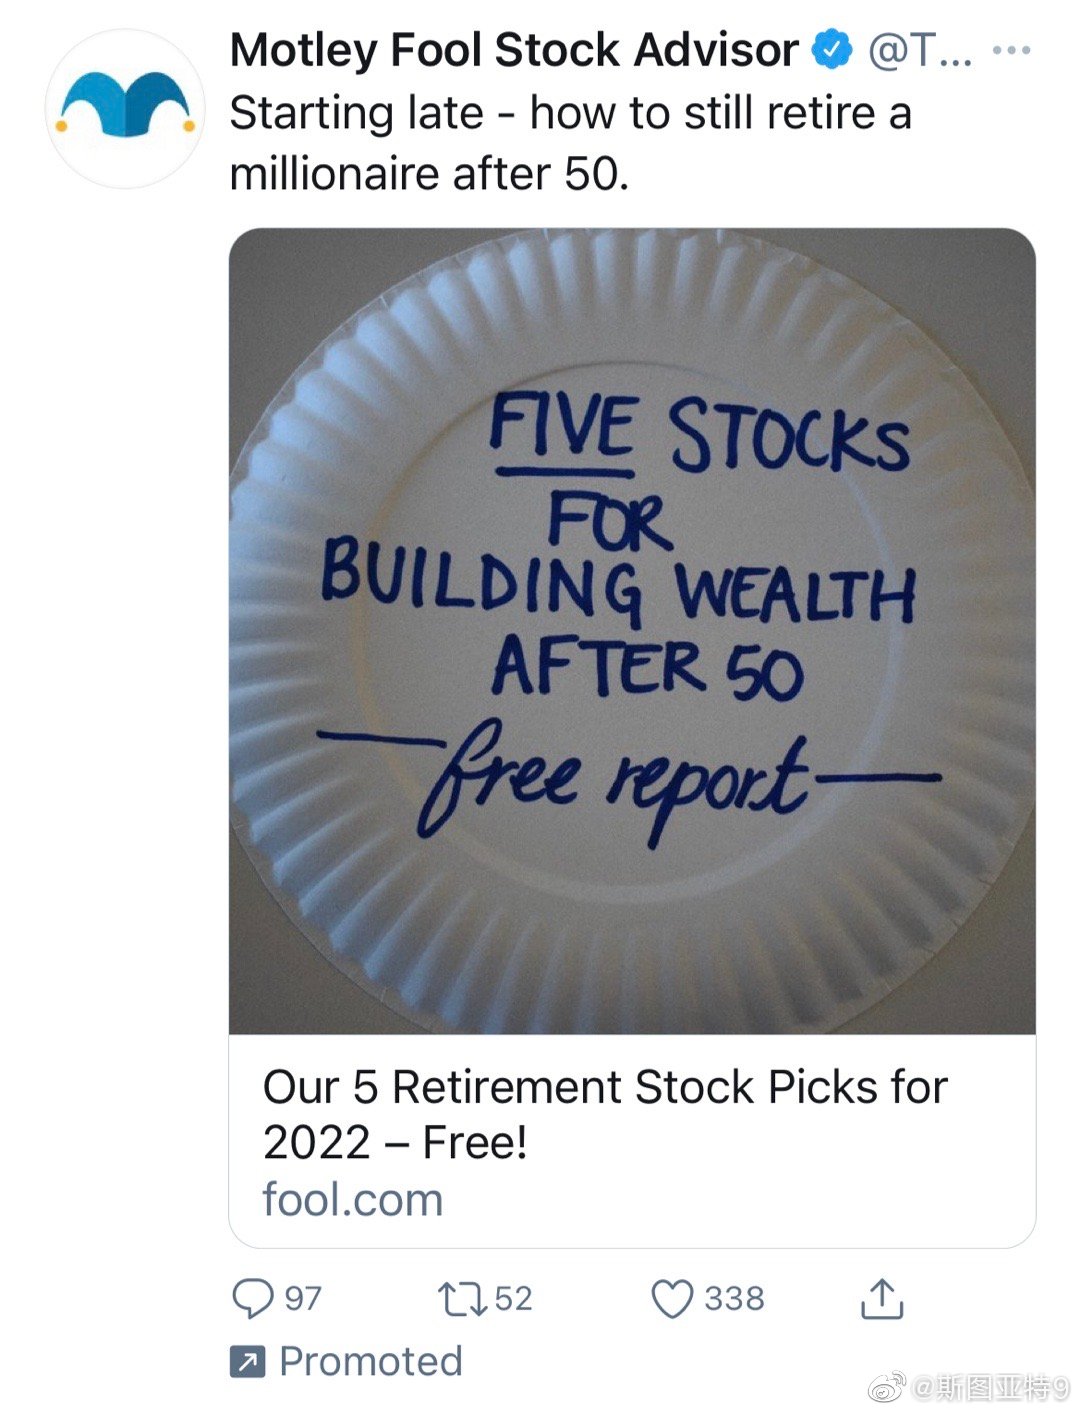 Motley Fool Stock Advisor @T...
Starting late - how to still retire a
millionaire after 50.
FIVE STOCKS
FOR
BUILDING WEALTH
AFTER 50
—free report—
Our 5 Retirement Stock Picks for
2022 – Free!
fool.com
97 52 338
Promoted
@斯图亚特9